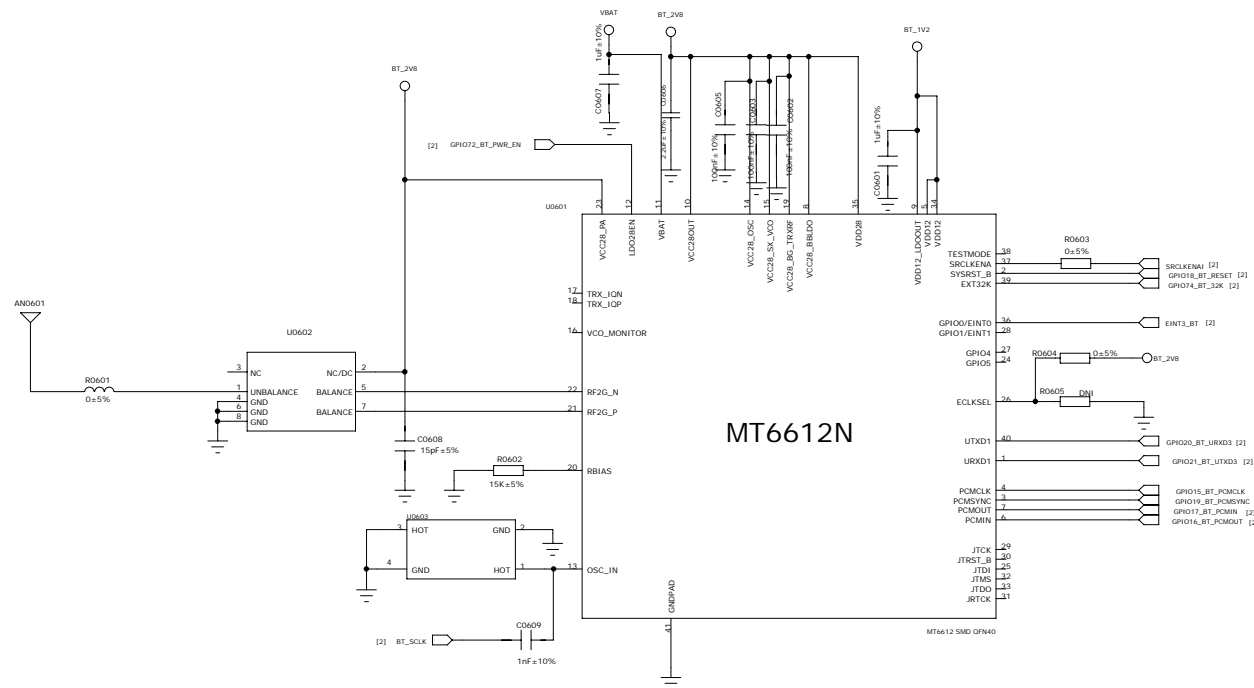 VBAT
BT_2V8
BT_1V2
BT_2V8
1uF±10%
C0607
C0606
2.2uF±10%
C0605
100nF±10%
C0603
100nF±10%
C0602
100nF±10%
1uF±10%
C0601
[2] GPIO72_BT_PWR_EN
U0601
23 12 11 10 14 15 19 8 35 9 5 34
VCC28_PA
LDO28EN
VBAT
VCC28OUT
VCC28_OSC
VCC28_SX_VCO
VCC28_BG_TRXRF
VCC28_BBLDO
VDD28
VDD12_LDOOUT
VDD12
VDD12
TESTMODE 38
SRCLKENA 37
SYSRST_B 2
EXT32K 39
R0603
0±5%
SRCLKENAI [2]
GPIO18_BT_RESET [2]
GPIO74_BT_32K [2]
17 TRX_IQN
18 TRX_IQP
16 VCO_MONITOR
GPIO0/EINT0 36
GPIO1/EINT1 28
EINT3_BT [2]
GPIO4 27
GPIO5 24
R0604 0±5%
BT_2V8
R0605 DNI
ECLKSEL 26
AN0601
U0602
R0601
0±5%
3 NC
NC/DC 2
1 UNBALANCE
BALANCE 5
4 GND
6 GND
BALANCE 7
8 GND
22 RF2G_N
21 RF2G_P
MT6612N
C0608
15pF±5%
R0602
15K±5%
20 RBIAS
UTXD1 40
GPIO20_BT_URXD3 [2]
URXD1 1
GPIO21_BT_UTXD3 [2]
PCMCLK 4
PCMSYNC 3
PCMOUT 7
PCMIN 6
GPIO15_BT_PCMCLK
GPIO19_BT_PCMSYNC
GPIO17_BT_PCMIN [2]
GPIO16_BT_PCMOUT [2
U0603
3 HOT
GND 2
4 GND
HOT 1
13 OSC_IN
JTCK 29
JTRST_B 30
JTDI 25
JTMS 32
JTDO 33
JRTCK 31
GNDPAD
41
C0609
[2] BT_SCLK
1nF±10%
MT6612 SMD QFN40